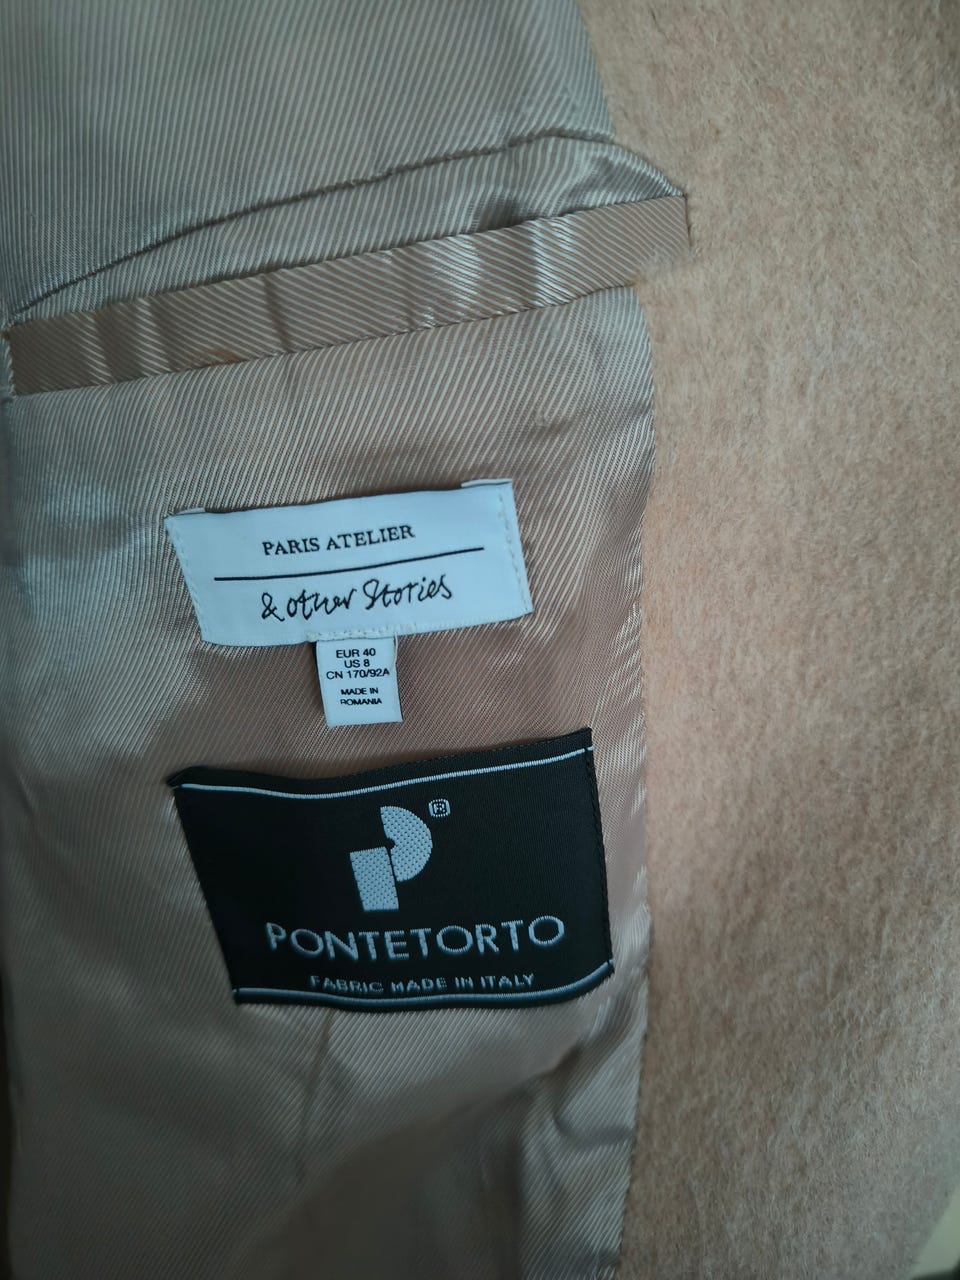 PARIS ATELIER
& other Stories
EUR 40
US 8
CN 170/92A
MADE IN
ROMANIA
®
PONTETORTO
FABRIC MADE IN ITALY